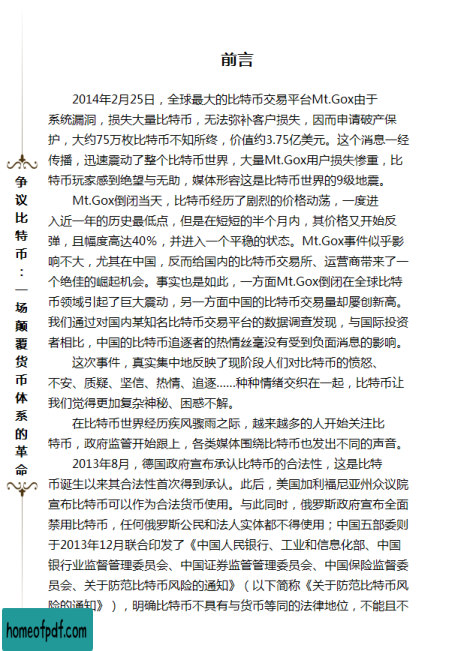 前言
2014年2月25日，全球最大的比特币交易平台Mt.Gox由于
系统漏洞，损失大量比特币，无法弥补客户损失，因而申请破产保
护，大约75万枚比特币不知所终，价值约3.75亿美元。这个消息一经
传播，迅速震动了整个比特币世界，大量Mt.Gox用户损失惨重，比
特币玩家感到绝望与无助，媒体形容这是比特币世界的9级地震。
Mt.Gox倒闭当天，比特币经历了剧烈的价格动荡，一度进
入近一年的历史最低点，但是在短短的半个月内，其价格又开始反
弹，且幅度高达40%，并进入一个平稳的状态。Mt.Gox事件似乎影
响不大，尤其在中国，反而给国内的比特币交易所、运营商带来了一
个绝佳的崛起机会。事实也是如此，一方面Mt.Gox倒闭在全球比特
币领域引起了巨大震动，另一方面中国的比特币交易量却屡创新高。
我们通过对国内某知名比特币交易平台的数据调查发现，与国际投资
者相比，中国的比特币追逐者的热情丝毫没有受到负面消息的影响。
这次事件，真实集中地反映了现阶段人们对比特币的愤怒、
不安、质疑、坚信、热情、追逐……种种情绪交织在一起，比特币让
我们觉得更加复杂神秘、困惑不解。
在比特币世界经历疾风骤雨之际，越来越多的人开始关注比
特币，政府监管开始跟上，各类媒体围绕比特币也发出不同的声音。
2013年8月，德国政府宣布承认比特币的合法性，这是比特
币诞生以来其合法性首次得到承认。此后，美国加利福尼亚州众议院
宣布比特币可以作为合法货币使用。与此同时，俄罗斯政府宣布全面
禁用比特币，任何俄罗斯公民和法人实体都不得使用；中国五部委则
于2013年12月联合印发了《中国人民银行、工业和信息化部、中国
银行业监督管理委员会、中国证券监督管理委员会、中国保险监督委
员会、关于防范比特币风险的通知》（以下简称《关于防范比特币风
险的通知》），明确比特币不具有与货币等同的法律地位，不能且不
争议比特币：一场颠覆货币体系的革命
homeofpdf.com